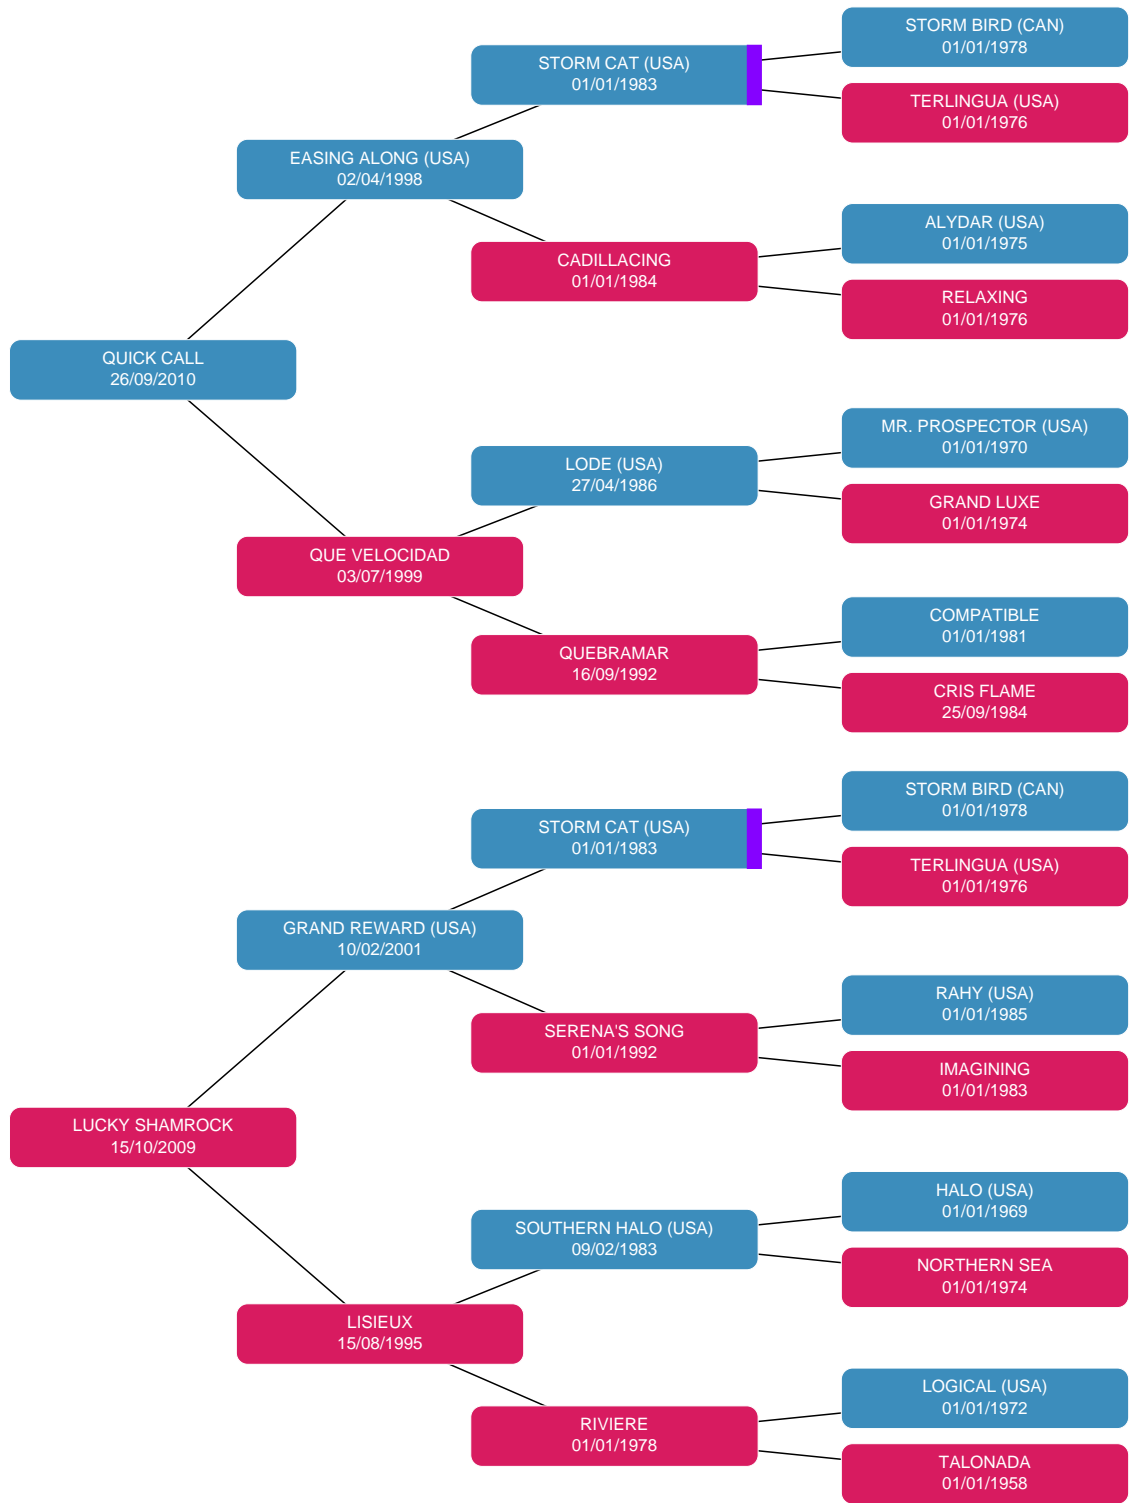 STORM BIRD (CAN)
01/01/1978
STORM CAT (USA)
01/01/1983
TERLINGUA (USA)
01/01/1976
EASING ALONG (USA)
02/04/1998
ALYDAR (USA)
01/01/1975
CADILLACING
01/01/1984
RELAXING
01/01/1976
QUICK CALL
26/09/2010
MR. PROSPECTOR (USA)
01/01/1970
LODE (USA)
27/04/1986
GRAND LUXE
01/01/1974
QUE VELOCIDAD
03/07/1999
COMPATIBLE
01/01/1981
QUEBRAMAR
16/09/1992
CRIS FLAME
25/09/1984
STORM BIRD (CAN)
01/01/1978
STORM CAT (USA)
01/01/1983
TERLINGUA (USA)
01/01/1976
GRAND REWARD (USA)
10/02/2001
RAHY (USA)
01/01/1985
SERENA'S SONG
01/01/1992
IMAGINING
01/01/1983
LUCKY SHAMROCK
15/10/2009
HALO (USA)
01/01/1969
SOUTHERN HALO (USA)
09/02/1983
NORTHERN SEA
01/01/1974
LISIEUX
15/08/1995
LOGICAL (USA)
01/01/1972
RIVIERE
01/01/1978
TALONADA
01/01/1958